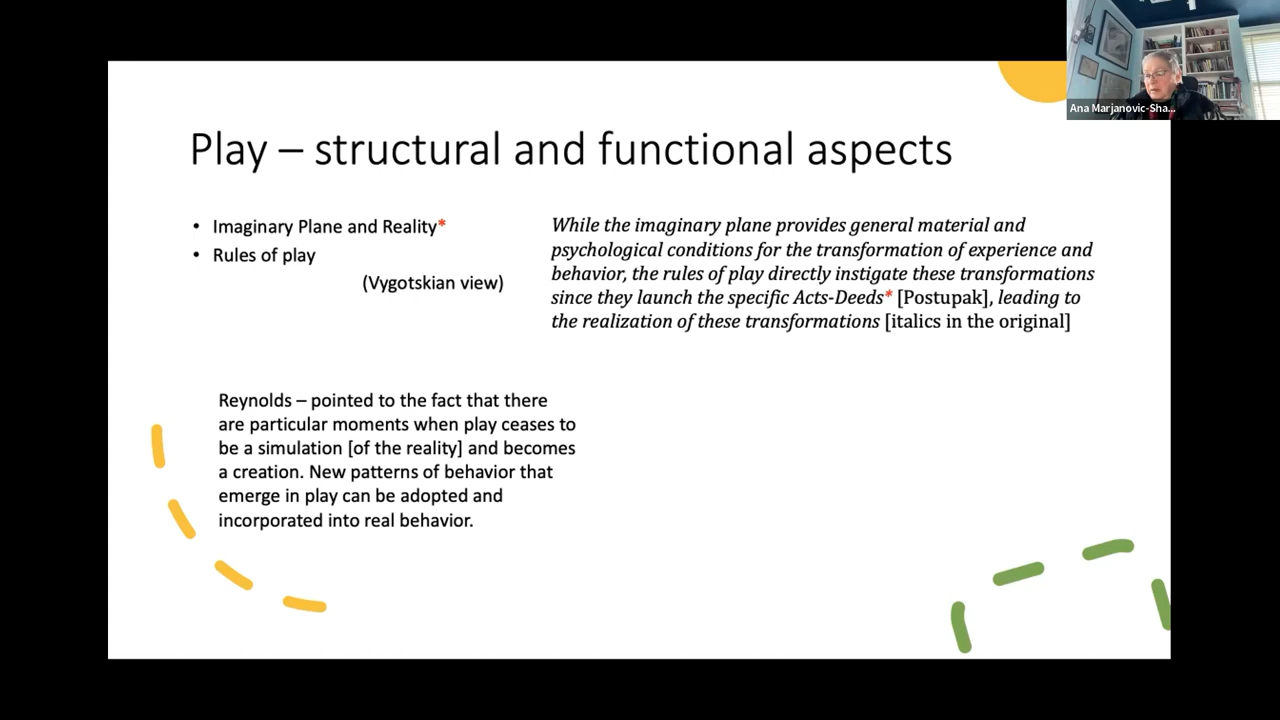 Ana Marjanovic-Sha...
Play – structural and functional aspects
• Imaginary Plane and Reality*
• Rules of play
(Vygotskian view)
While the imaginary plane provides general material and
psychological conditions for the transformation of experience and
behavior, the rules of play directly instigate these transformations
since they launch the specific Acts-Deeds* [Postupak], leading to
the realization of these transformations [italics in the original]
Reynolds – pointed to the fact that there
are particular moments when play ceases to
be a simulation [of the reality] and becomes
a creation. New patterns of behavior that
emerge in play can be adopted and
incorporated into real behavior.